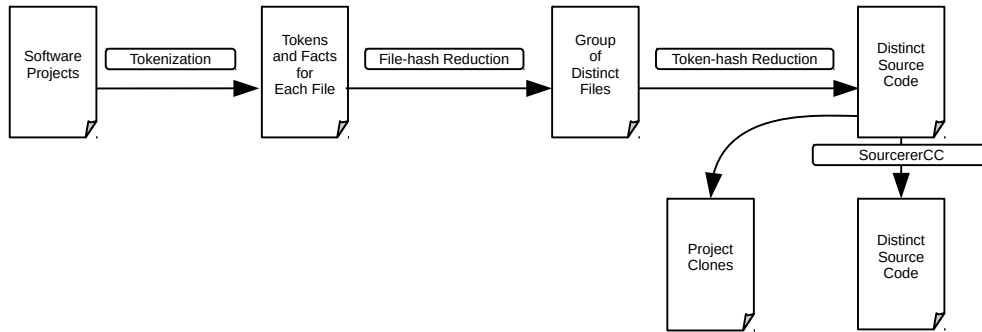 Software
Projects
Tokenization
Tokens
and Facts
for
Each File
File-hash Reduction
Group
of
Distinct
Files
Token-hash Reduction
Distinct
Source
Code
SourcererCC
Project
Clones
Distinct
Source
Code